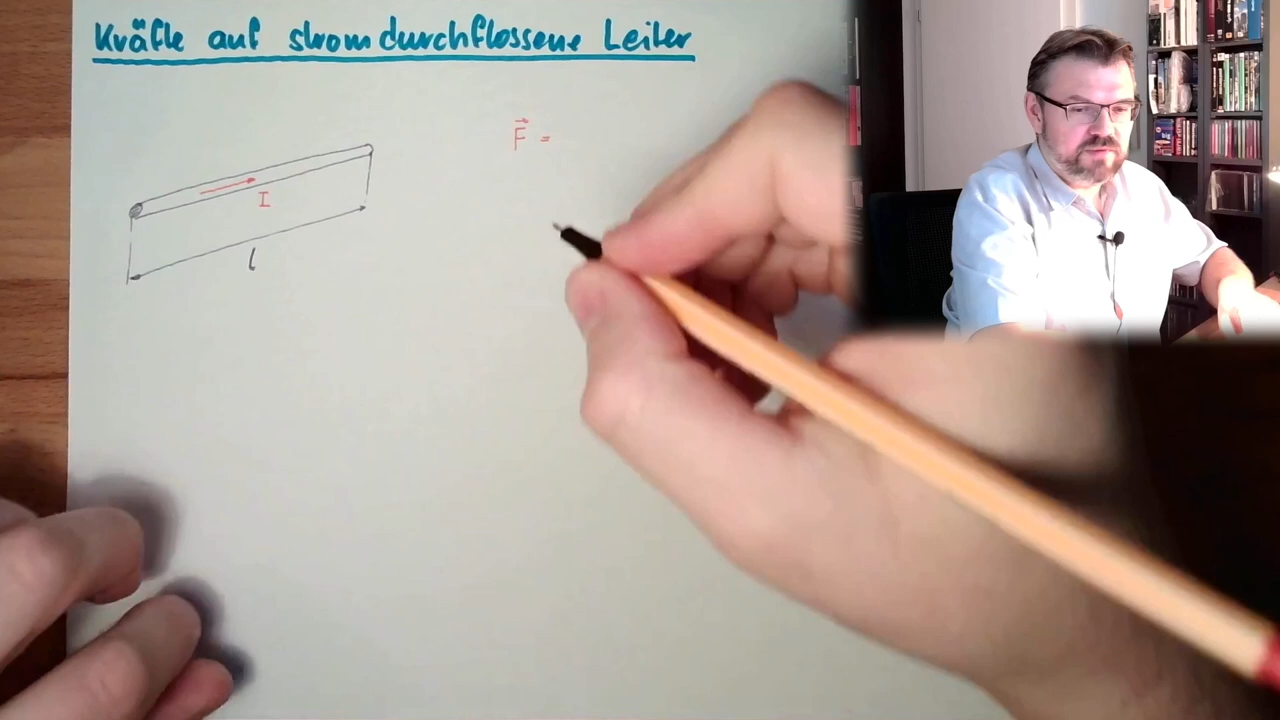 Kräfte auf stromdurchflossene Leiter
F⃗ =
I
l